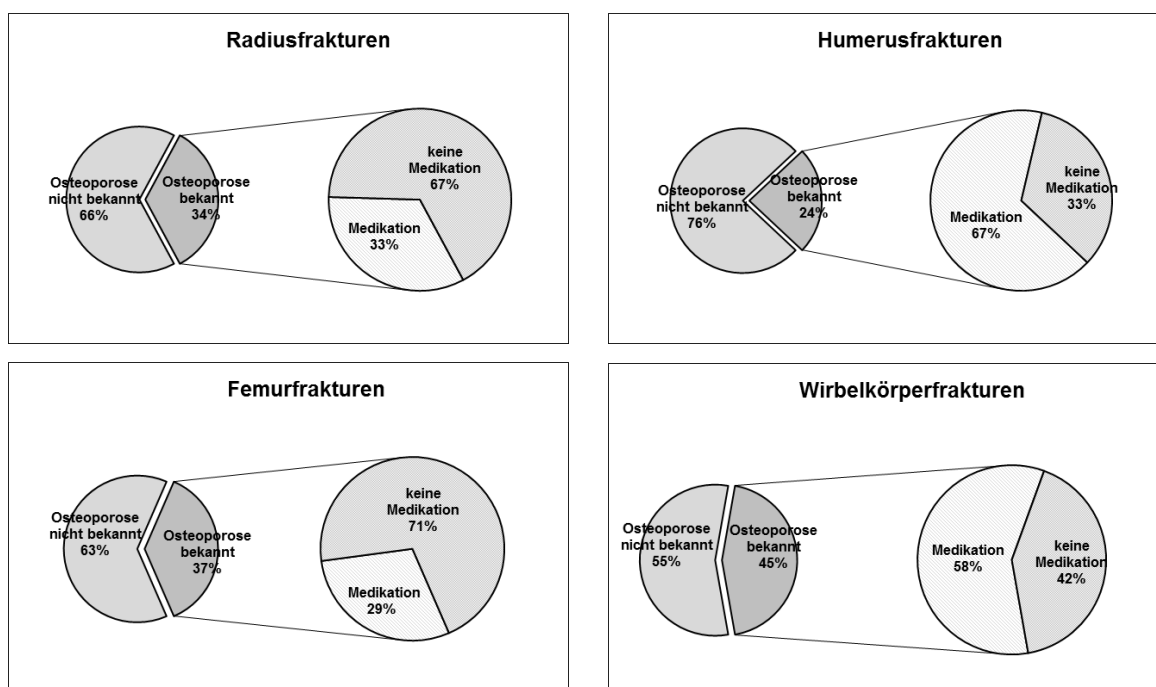 Radiusfrakturen
Osteoporose
nicht bekannt
66%
Osteoporose
bekannt
34%
keine
Medikation
67%
Medikation
33%
Humerusfrakturen
Osteoporose
nicht bekannt
76%
Osteoporose
bekannt
24%
Medikation
67%
keine
Medikation
33%
Femurfrakturen
Osteoporose
nicht bekannt
63%
Osteoporose
bekannt
37%
keine
Medikation
71%
Medikation
29%
Wirbelkörperfrakturen
Osteoporose
nicht bekannt
55%
Osteoporose
bekannt
45%
Medikation
58%
keine
Medikation
42%